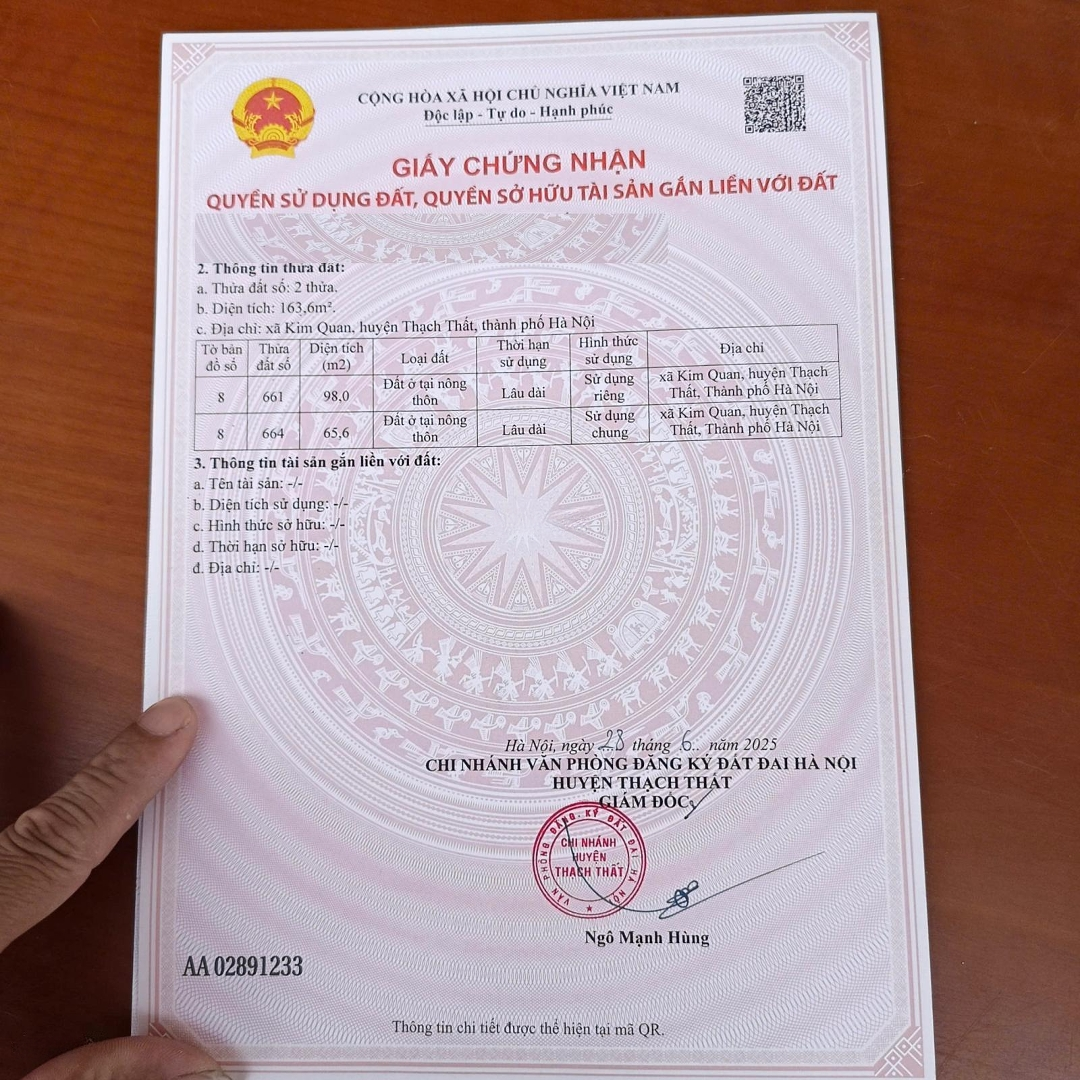 CỘNG HÒA XÃ HỘI CHỦ NGHĨA VIỆT NAM
Độc lập - Tự do - Hạnh phúc
GIẤY CHỨNG NHẬN
QUYỀN SỬ DỤNG ĐẤT, QUYỀN SỞ HỮU TÀI SẢN GẮN LIỀN VỚI ĐẤT
2. Thông tin thửa đất:
a. Thửa đất số: 2 thửa.
b. Diện tích: 163,6m².
c. Địa chỉ: xã Kim Quan, huyện Thạch Thất, thành phố Hà Nội
Tờ bản đồ số | Thửa đất số | Diện tích (m2) | Loại đất | Thời hạn sử dụng | Hình thức sử dụng | Địa chỉ
8 | 661 | 98,0 | Đất ở tại nông thôn | Lâu dài | Sử dụng riêng | xã Kim Quan, huyện Thạch Thất, Thành phố Hà Nội
8 | 664 | 65,6 | Đất ở tại nông thôn | Lâu dài | Sử dụng chung | xã Kim Quan, huyện Thạch Thất, Thành phố Hà Nội
3. Thông tin tài sản gắn liền với đất:
a. Tên tài sản: -/-
b. Diện tích sử dụng: -/-
c. Hình thức sở hữu: -/-
d. Thời hạn sở hữu: -/-
đ. Địa chỉ: -/-
Hà Nội, ngày 28 tháng 6.. năm 2025
CHI NHÁNH VĂN PHÒNG ĐĂNG KÝ ĐẤT ĐAI HÀ NỘI
HUYỆN THẠCH THẤT
GIÁM ĐỐC
VĂN PHÒNG ĐĂNG KÝ ĐẤT ĐAI HÀ NỘI
CHI NHÁNH
HUYỆN
THẠCH THẤT
Ngô Mạnh Hùng
AA 02891233
Thông tin chi tiết được thể hiện tại mã QR.